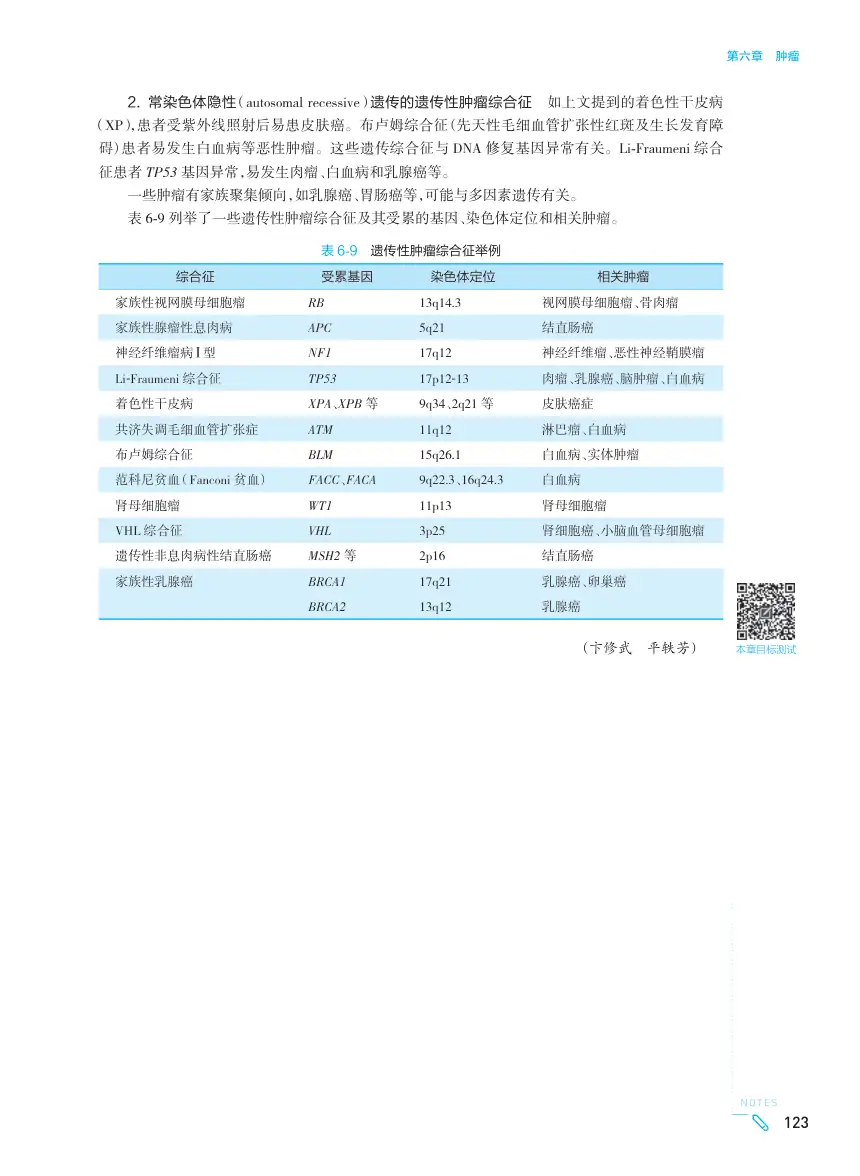 第六章 肿瘤
2. 常染色体隐性（autosomal recessive）遗传的遗传性肿瘤综合征 如上文提到的着色性干皮病
（XP），患者受紫外线照射后易患皮肤癌。布卢姆综合征（先天性毛细血管扩张性红斑及生长发育障
碍）患者易发生白血病等恶性肿瘤。这些遗传综合征与 DNA 修复基因异常有关。Li-Fraumeni 综合
征患者 TP53 基因异常，易发生肉瘤、白血病和乳腺癌等。
一些肿瘤有家族聚集倾向，如乳腺癌、胃肠癌等，可能与多因素遗传有关。
表 6-9 列举了一些遗传性肿瘤综合征及其受累的基因、染色体定位和相关肿瘤。
表 6-9 遗传性肿瘤综合征举例
综合征 受累基因 染色体定位 相关肿瘤
家族性视网膜母细胞瘤 RB 13q14.3 视网膜母细胞瘤、骨肉瘤
家族性腺瘤性息肉病 APC 5q21 结直肠癌
神经纤维瘤病Ⅰ型 NF1 17q12 神经纤维瘤、恶性神经鞘膜瘤
Li-Fraumeni 综合征 TP53 17p12-13 肉瘤、乳腺癌、脑肿瘤、白血病
着色性干皮病 XPA、XPB 等 9q34、2q21 等 皮肤癌症
共济失调毛细血管扩张症 ATM 11q12 淋巴瘤、白血病
布卢姆综合征 BLM 15q26.1 白血病、实体肿瘤
范科尼贫血（Fanconi 贫血） FACC、FACA 9q22.3、16q24.3 白血病
肾母细胞瘤 WT1 11p13 肾母细胞瘤
VHL 综合征 VHL 3p25 肾细胞癌、小脑血管母细胞瘤
遗传性非息肉病性结直肠癌 MSH2 等 2p16 结直肠癌
家族性乳腺癌 BRCA1 17q21 乳腺癌、卵巢癌
BRCA2 13q12 乳腺癌
（卞修武 平轶芳）
本章目标测试
NOTES
123